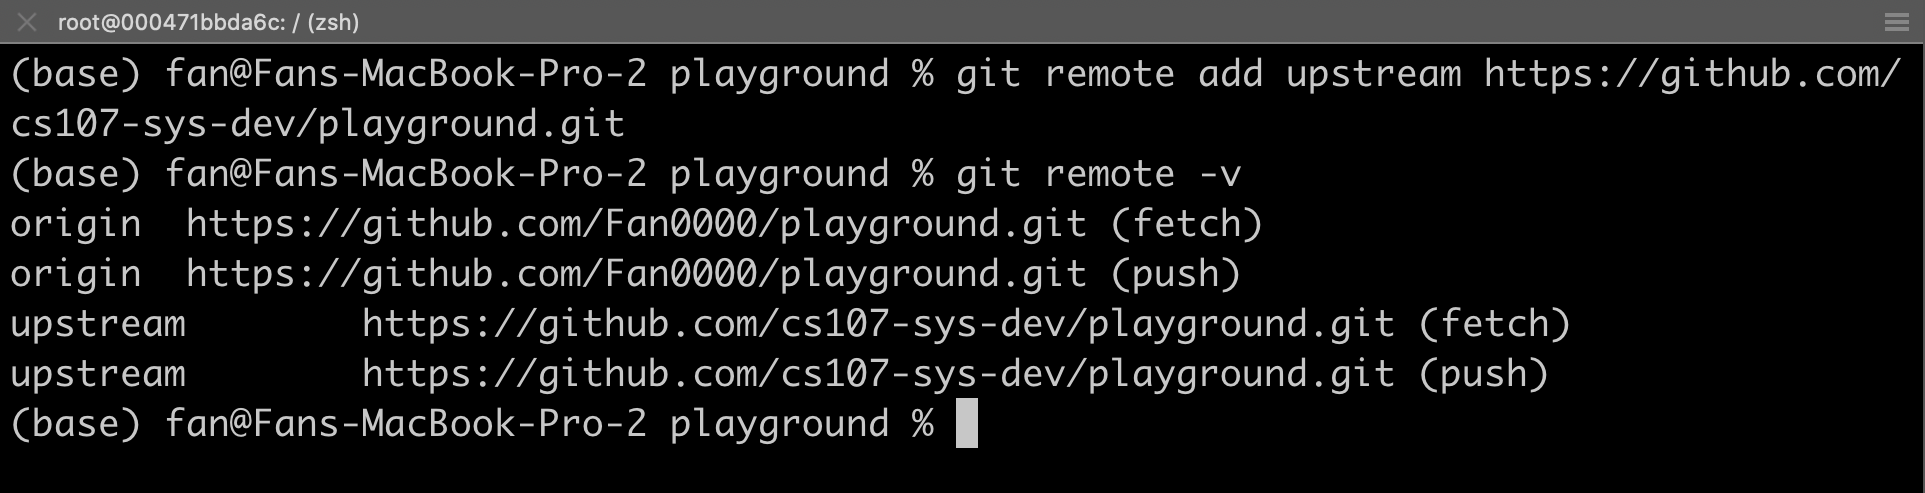 root@000471bbda6c: / (zsh)
(base) fan@Fans-MacBook-Pro-2 playground % git remote add upstream https://github.com/
cs107-sys-dev/playground.git
(base) fan@Fans-MacBook-Pro-2 playground % git remote -v
origin  https://github.com/Fan0000/playground.git (fetch)
origin  https://github.com/Fan0000/playground.git (push)
upstream        https://github.com/cs107-sys-dev/playground.git (fetch)
upstream        https://github.com/cs107-sys-dev/playground.git (push)
(base) fan@Fans-MacBook-Pro-2 playground %